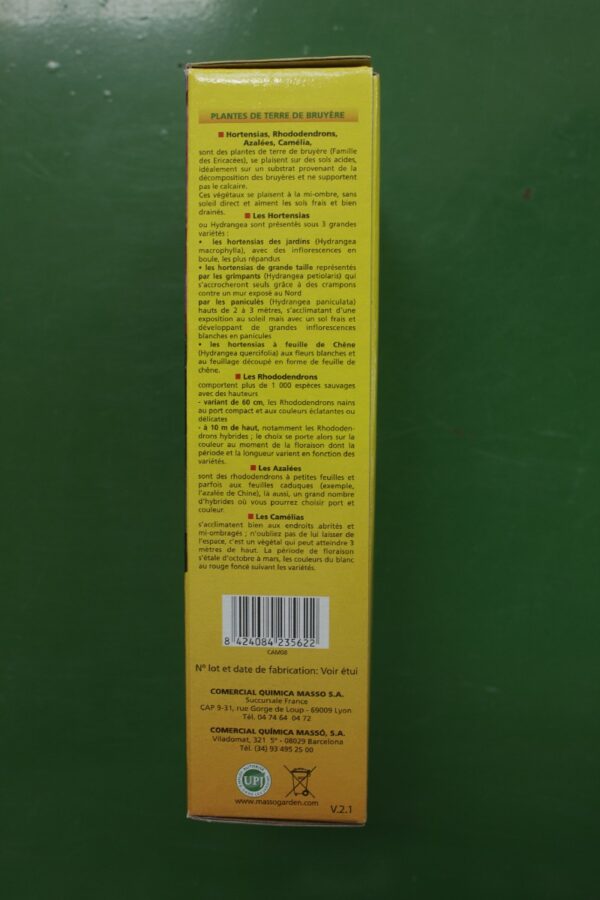 PLANTES DE TERRE DE BRUYÈRE
Hortensias, Rhododendrons,
Azalées, Camélia,
sont des plantes de terre de bruyère (Famille
des Ericacées), se plaisent sur des sols acides,
idéalement sur un substrat provenant de la
décomposition des bruyères et ne supportent
pas le calcaire.
Ces végétaux se plaisent à la mi-ombre, sans
soleil direct et aiment les sols frais et bien
drainés.
Les Hortensias
ou Hydrangea sont présentés sous 3 grandes
variétés :
• les hortensias des jardins (Hydrangea
macrophylla), avec des inflorescences en
boule, les plus répandus
• les hortensias de grande taille représentés
par les grimpants (Hydrangea petiolaris) qui
s'accrocheront seuls grâce à des crampons
contre un mur exposé au Nord
par les paniculés (Hydrangea paniculata)
hauts de 2 à 3 mètres, s'acclimatent d'une
exposition au soleil mais avec un sol frais et
développant de grandes inflorescences
blanches en panicules
• les hortensias à feuille de Chêne
(Hydrangea quercifolia) aux fleurs blanches et
au feuillage découpé en forme de feuille de
chêne.
Les Rhododendrons
comportent plus de 1 000 espèces sauvages
avec des hauteurs
- variant de 60 cm, les Rhododendrons nains
au port compact et aux couleurs éclatantes ou
délicates
- à 10 m de haut, notamment les Rhododen-
drons hybrides ; le choix se porte alors sur la
couleur au moment de la floraison dont la
période et la longueur varient en fonction des
variétés.
Les Azalées
sont des rhododendrons à petites feuilles et
parfois aux feuilles caduques (exemple,
l'azalée de Chine), là aussi, un grand nombre
d'hybrides où vous pourrez choisir port et
couleur.
Les Camélias
s'acclimatent bien aux endroits abrités et
mi-ombragés ; n'oubliez pas de lui laisser de
l'espace, c'est un végétal qui peut atteindre 3
mètres de haut. La période de floraison
s'étale d'octobre à mars, les couleurs du blanc
au rouge foncé suivant les variétés.
8 424084 235622
CAM08
N° lot et date de fabrication: Voir étui
COMERCIAL QUIMICA MASSO S.A.
Succursale France
CAP 9-31, rue Gorge de Loup - 69009 Lyon
Tél. 04 74 64 04 72
COMERCIAL QUÍMICA MASSÓ, S.A.
Viladomat, 321 5º - 08029 Barcelona
Tél. (34) 93 495 25 00
UPJ
www.massogarden.com
V.2.1